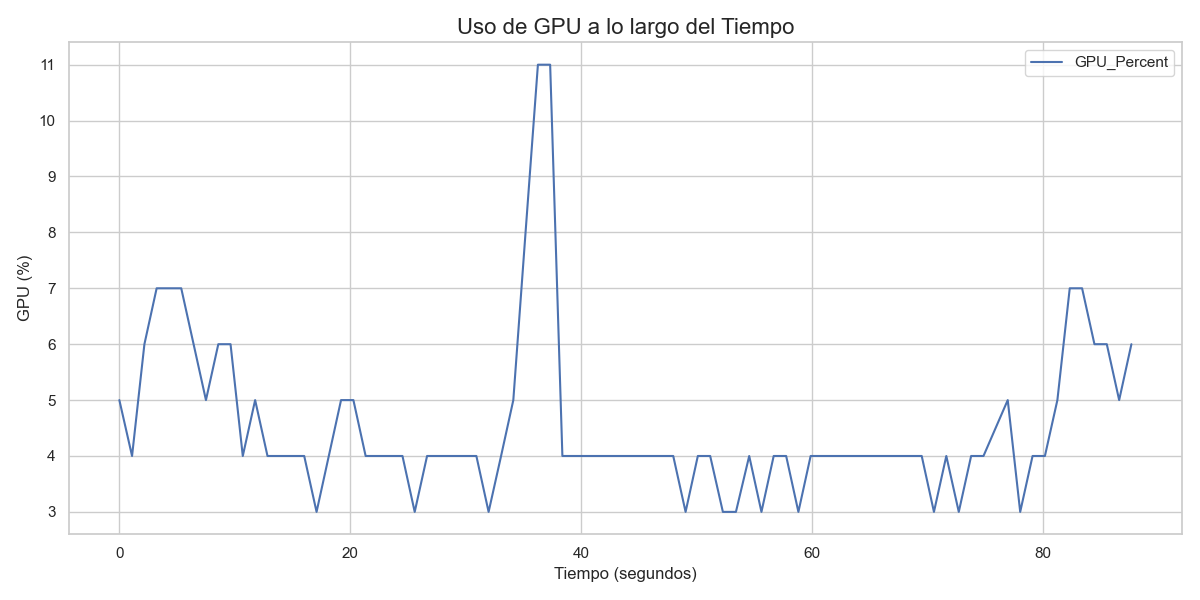 Uso de GPU a lo largo del Tiempo
GPU_Percent
GPU (%)
11
10
9
8
7
6
5
4
3
0 20 40 60 80
Tiempo (segundos)